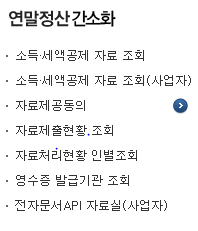 연말정산 간소화
· 소득·세액공제 자료 조회
· 소득·세액공제 자료 조회(사업자)
· 자료제공동의
· 자료제출현황 조회
· 자료처리현황 인별조회
· 영수증 발급기관 조회
· 전자문서API 자료실(사업자)